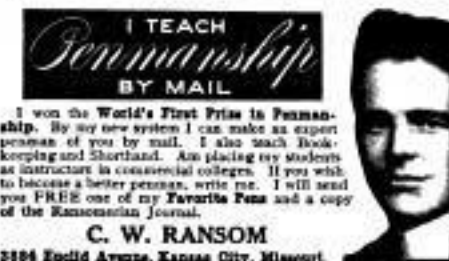 I TEACH
Penmanship
BY MAIL
I won the World's First Prize in Penman-
ship. By my new system I can make an expert
penman of you by mail. I also teach Book-
keeping and Shorthand. Am placing my students
as instructors in commercial colleges. If you wish
to become a better penman, write me. I will send
you FREE one of my Favorite Pens and a copy
of the Ransomerian Journal.
C. W. RANSOM
3884 Euclid Avenue, Kansas City, Missouri.